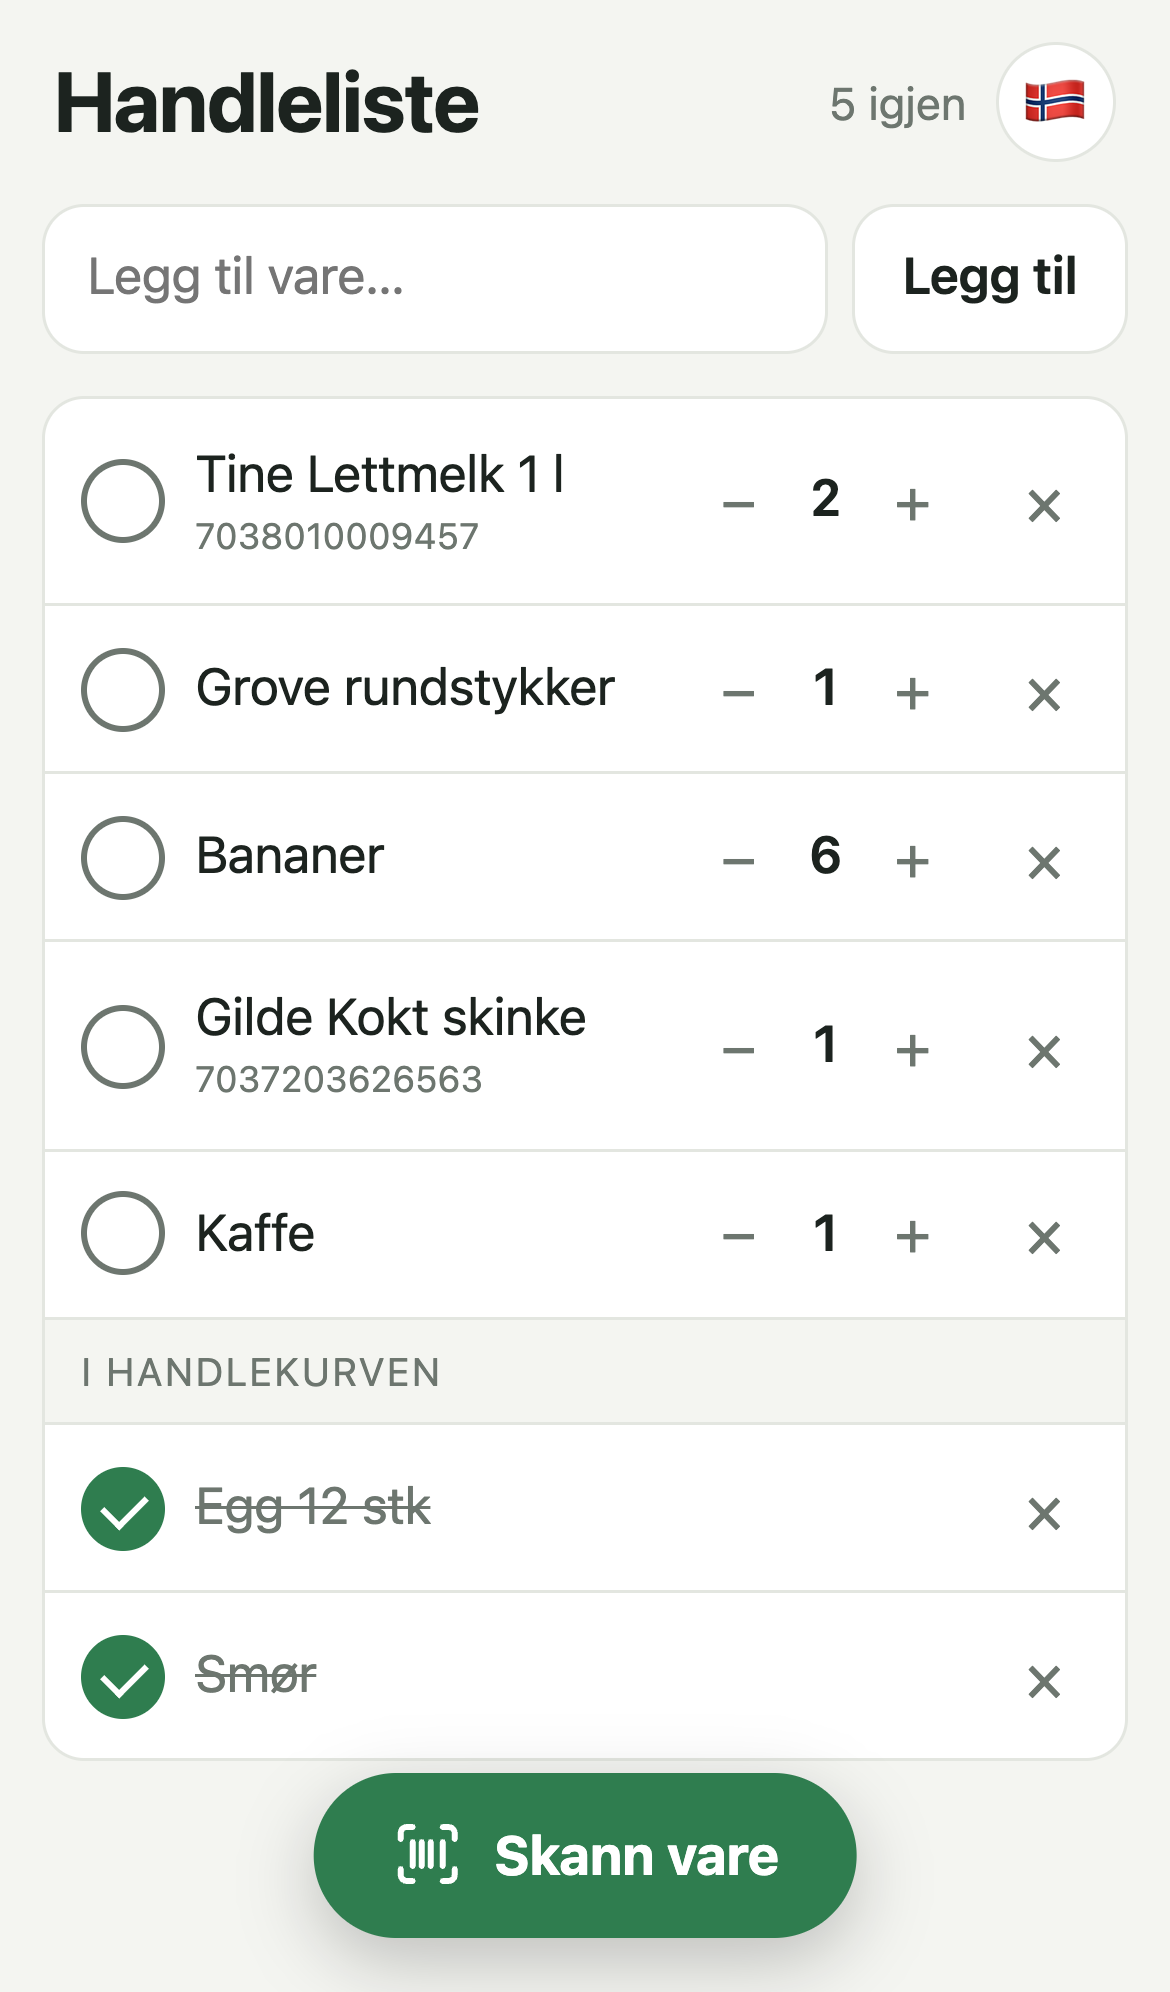 Handleliste
5 igjen
Legg til vare...
Legg til
Tine Lettmelk 1 l
7038010009457
− 2 + ×
Grove rundstykker
− 1 + ×
Bananer
− 6 + ×
Gilde Kokt skinke
7037203626563
− 1 + ×
Kaffe
− 1 + ×
I HANDLEKURVEN
Egg 12 stk
×
Smør
×
Skann vare